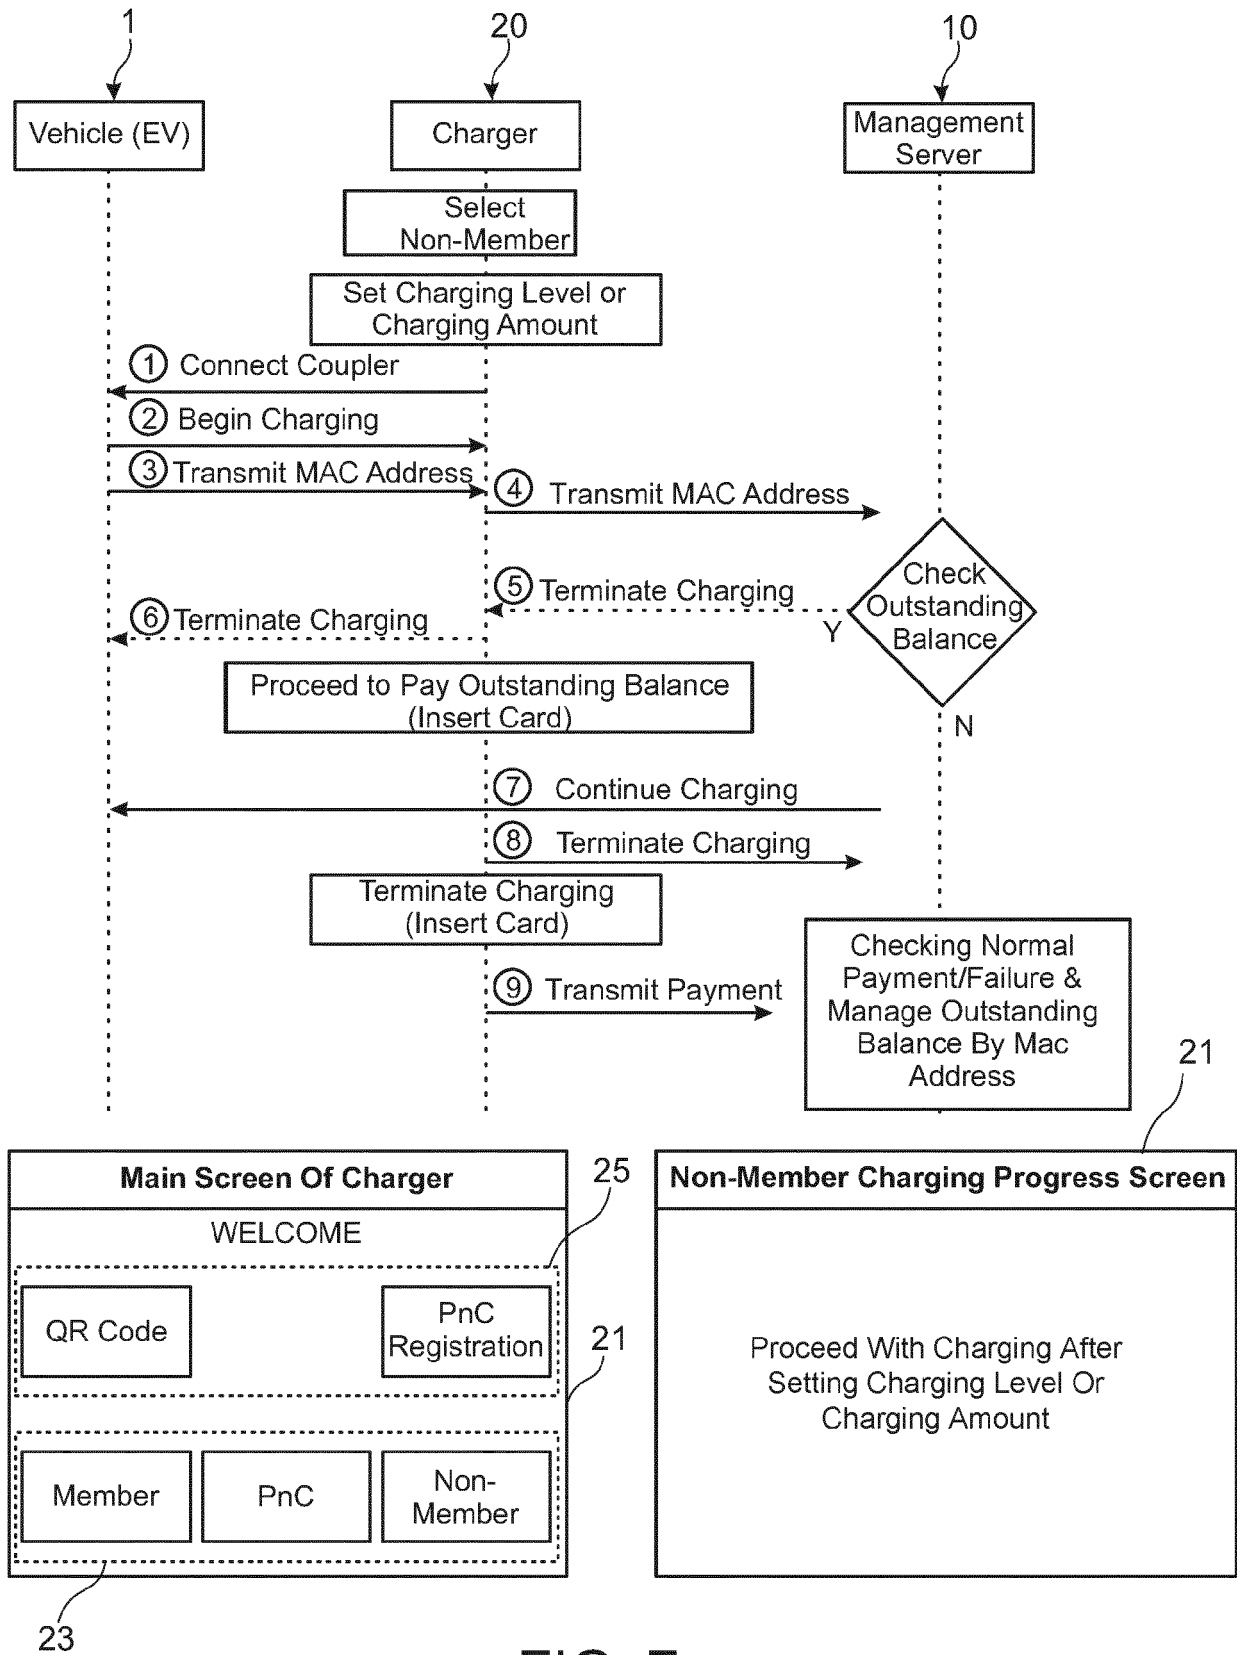 1
20
10
Vehicle (EV)
Charger
Management
Server
Select
Non-Member
Set Charging Level or
Charging Amount
1 Connect Coupler
2 Begin Charging
3 Transmit MAC Address
4 Transmit MAC Address
Check
Outstanding
Balance
5 Terminate Charging
Y
6 Terminate Charging
Proceed to Pay Outstanding Balance
(Insert Card)
N
7 Continue Charging
8 Terminate Charging
Terminate Charging
(Insert Card)
9 Transmit Payment
Checking Normal
Payment/Failure &
Manage Outstanding
Balance By Mac
Address
21
Main Screen Of Charger
25
WELCOME
QR Code
PnC
Registration
21
Member
PnC
Non-
Member
23
Non-Member Charging Progress Screen
Proceed With Charging After
Setting Charging Level Or
Charging Amount